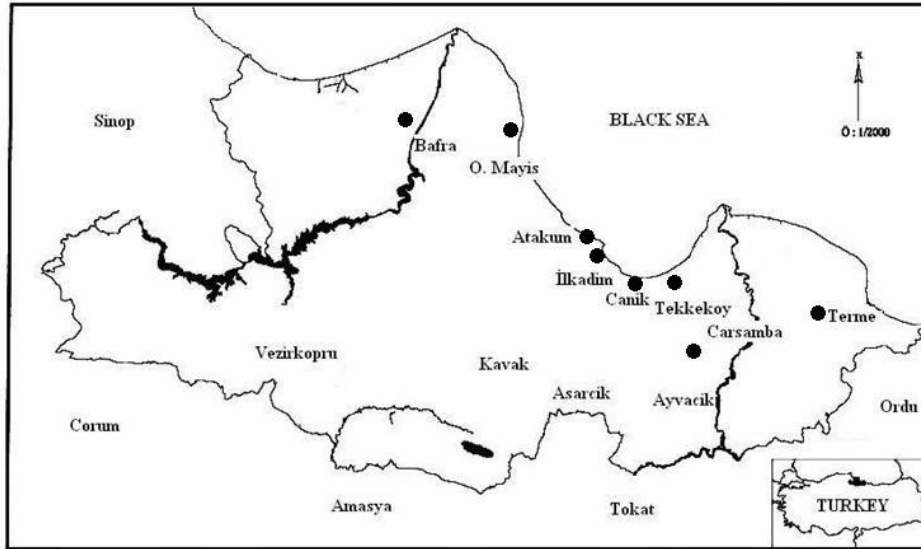 K
BLACK SEA
Ö : 1/2000
Sinop
Bafra
O. Mayis
Atakum
İlkadim
Canik
Tekkekoy
Terme
Carsamba
Vezirkopru
Kavak
Asarcik
Ayvacik
Ordu
Corum
Amasya
Tokat
TURKEY